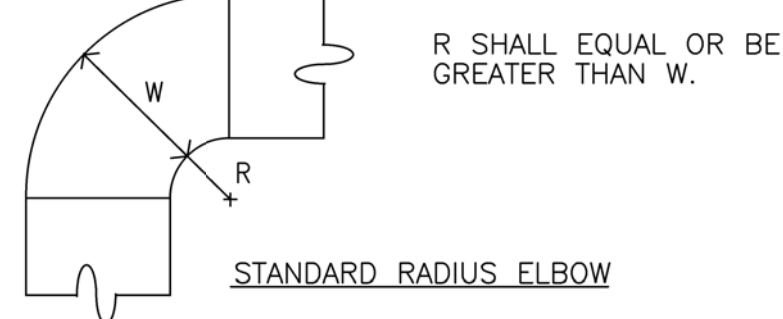 R SHALL EQUAL OR BE
GREATER THAN W.
W
R
STANDARD RADIUS ELBOW